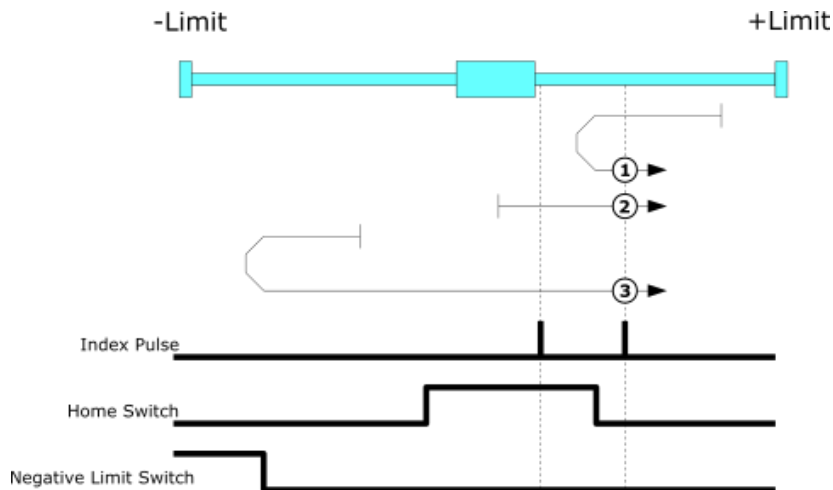 -Limit
+Limit
1
2
3
Index Pulse
Home Switch
Negative Limit Switch